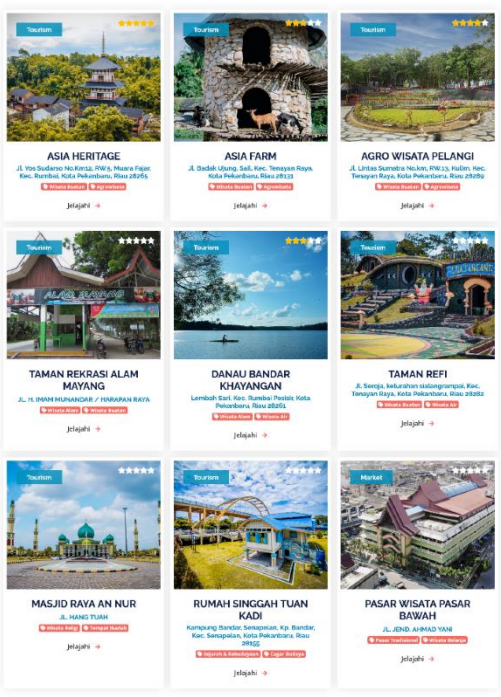 Tourism
ASIA HERITAGE
Jl. Yos Sudarso No.Km12, RW.5, Muara Fajar,
Kec. Rumbai, Kota Pekanbaru, Riau 28265
Wisata Buatan Agrowisata
Jelajahi →
Tourism
ASIA FARM
Jl. Badak Ujung, Sail, Kec. Tenayan Raya,
Kota Pekanbaru, Riau 28131
Wisata Buatan Agrowisata
Jelajahi →
Tourism
AGRO WISATA PELANGI
Jl. Lintas Sumatra No.km, RW.13, Kulim, Kec.
Tenayan Raya, Kota Pekanbaru, Riau 28289
Wisata Buatan Agrowisata
Jelajahi →
Tourism
ALAM MAYANG
TAMAN REKRASI ALAM
MAYANG
JL. H. IMAM MUNANDAR / HARAPAN RAYA
Wisata Alam Wisata Buatan
Jelajahi →
Tourism
DANAU BANDAR
KHAYANGAN
Lembah Sari, Kec. Rumbai Pesisir, Kota
Pekanbaru, Riau 28261
Wisata Alam Wisata Air
Jelajahi →
Tourism
TAMAN REFI
Jl. Seroja, kelurahan sialangrampai, Kec.
Tenayan Raya, Kota Pekanbaru, Riau 28282
Wisata Buatan Wisata Air
Jelajahi →
Tourism
MASJID RAYA AN NUR
JL. HANG TUAH
Wisata Religi Tempat Ibadah
Jelajahi →
Tourism
RUMAH SINGGAH TUAN
KADI
Kampung Bandar, Senapelan, Kp. Bandar,
Kec. Senapelan, Kota Pekanbaru, Riau
28155
Sejarah & Kebudayaan Cagar Budaya
Jelajahi →
Market
PASAR WISATA PASAR
BAWAH
JL. JEND. AHMAD YANI
Pasar Tradisional Wisata Belanja
Jelajahi →